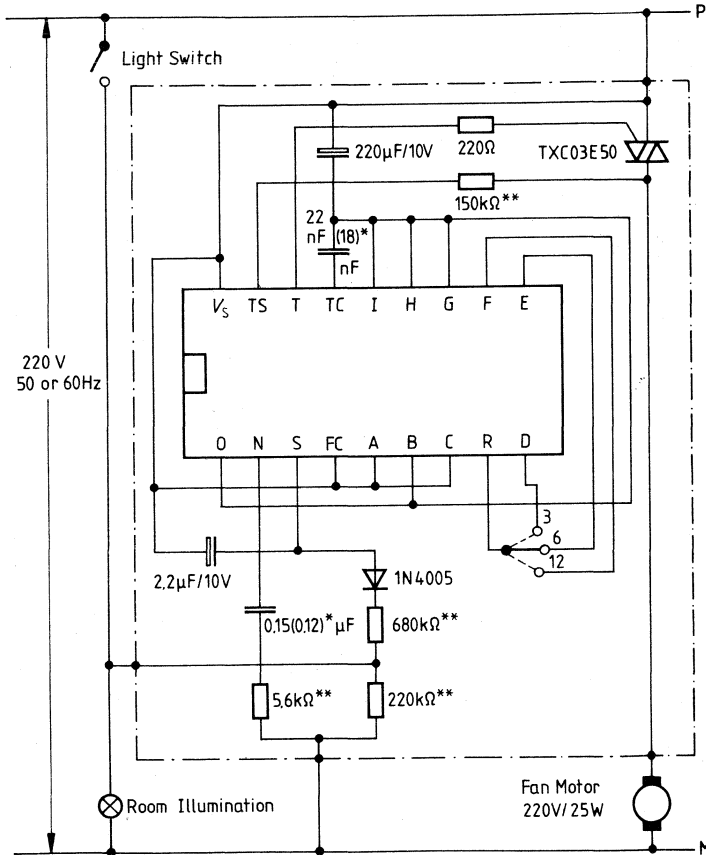 P
Light Switch
220µF/10V
220Ω
TXC03E50
150kΩ**
22
nF (18)*
nF
Vs TS T TC I H G F E
220 V
50 or 60Hz
O N S FC A B C R D
3
6
12
2,2µF/10V
1N4005
0,15(0,12)*µF
680kΩ**
5,6kΩ**
220kΩ**
Room Illumination
Fan Motor
220V/25W